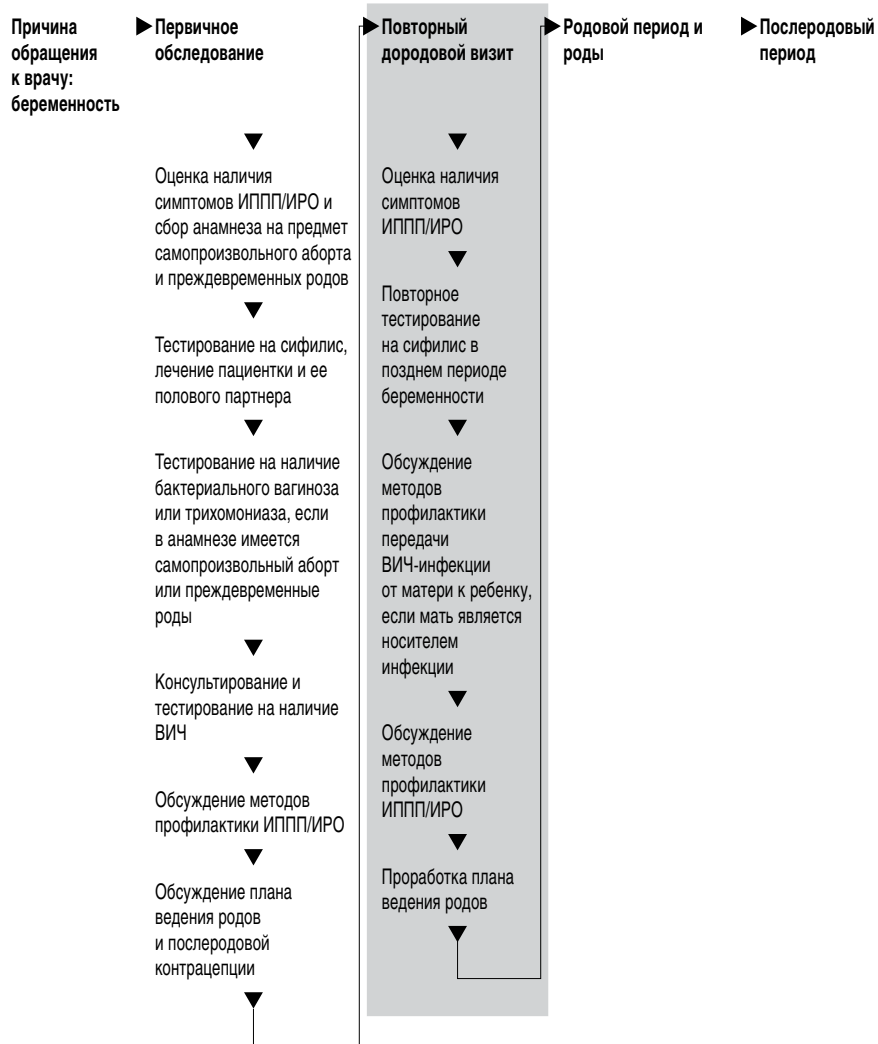 Причина
обращения
к врачу:
беременность
Первичное
обследование
Повторный
дородовой визит
Родовой период и
роды
Послеродовый
период
Оценка наличия
симптомов ИППП/ИРО и
сбор анамнеза на предмет
самопроизвольного аборта
и преждевременных родов
Тестирование на сифилис,
лечение пациентки и ее
полового партнера
Тестирование на наличие
бактериального вагиноза
или трихомониаза, если
в анамнезе имеется
самопроизвольный аборт
или преждевременные
роды
Консультирование и
тестирование на наличие
ВИЧ
Обсуждение методов
профилактики ИППП/ИРО
Обсуждение плана
ведения родов
и послеродовой
контрацепции
Оценка наличия
симптомов
ИППП/ИРО
Повторное
тестирование
на сифилис в
позднем периоде
беременности
Обсуждение
методов
профилактики
передачи
ВИЧ-инфекции
от матери к ребенку,
если мать является
носителем
инфекции
Обсуждение
методов
профилактики
ИППП/ИРО
Проработка плана
ведения родов